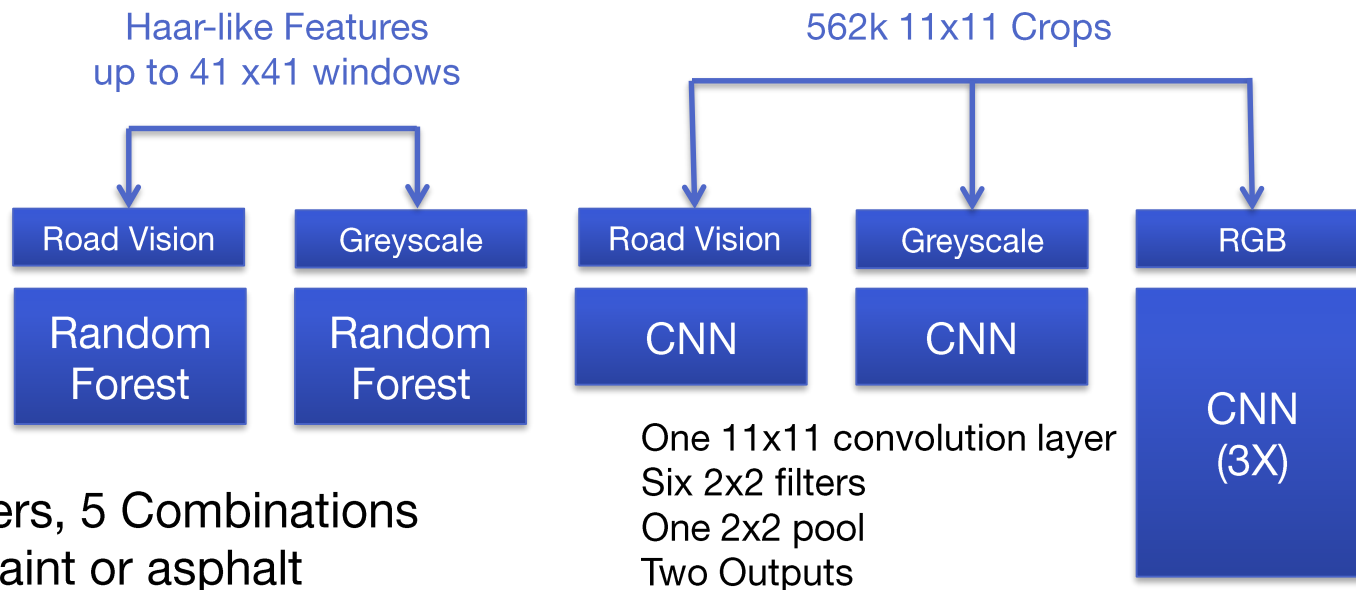 Haar-like Features
up to 41 x41 windows
562k 11x11 Crops
Road Vision
Greyscale
Road Vision
Greyscale
RGB
Random
Forest
Random
Forest
CNN
CNN
CNN
(3X)
One 11x11 convolution layer
Six 2x2 filters
One 2x2 pool
Two Outputs
5 Combinations
or asphalt